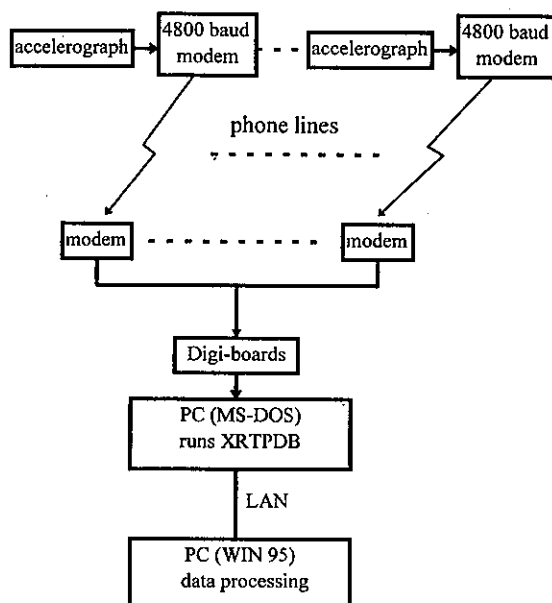 accelerograph
4800 baud
modem
accelerograph
4800 baud
modem
phone lines
modem
modem
Digi-boards
PC (MS-DOS)
runs XRTPDB
LAN
PC (WIN 95)
data processing